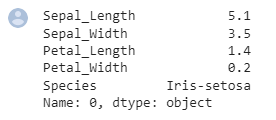 Sepal_Length 5.1
Sepal_Width 3.5
Petal_Length 1.4
Petal_Width 0.2
Species Iris-setosa
Name: 0, dtype: object